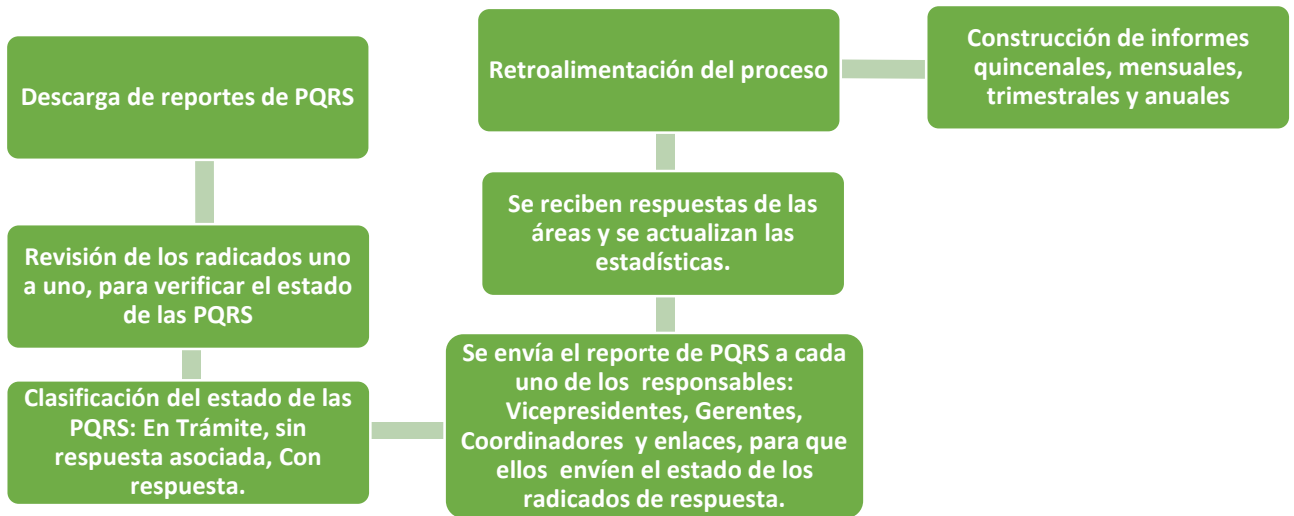 Descarga de reportes de PQRS
Revisión de los radicados uno
a uno, para verificar el estado
de las PQRS
Clasificación del estado de las
PQRS: En Trámite, sin
respuesta asociada, Con
respuesta.
Se envía el reporte de PQRS a cada
uno de los responsables:
Vicepresidentes, Gerentes,
Coordinadores y enlaces, para que
ellos envíen el estado de los
radicados de respuesta.
Se reciben respuestas de las
áreas y se actualizan las
estadísticas.
Retroalimentación del proceso
Construcción de informes
quincenales, mensuales,
trimestrales y anuales